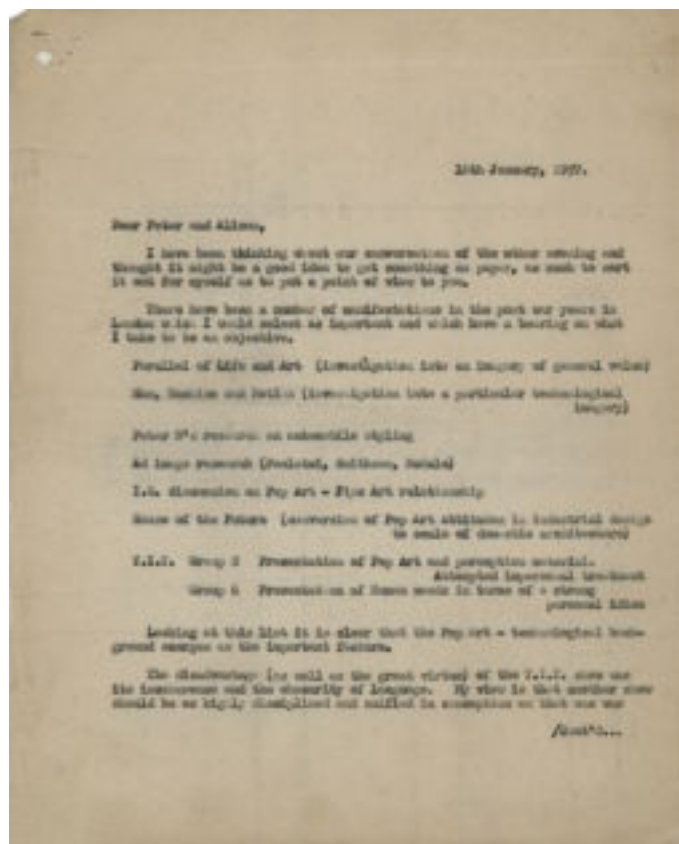 16th January, 1957.
Dear Peter and Alison,
I have been thinking about our conversation of the other evening and
thought it might be a good idea to get something on paper, as much to sort
it out for myself as to put a point of view to you.
There have been a number of manifestations in the post war years in
London which I would select as important and which have a bearing on what
I take to be an objective.
Parallel of Life and Art (investigation into an imagery of general value)
Man, Machine and Motion (investigation into a particular technological
imagery)
Peter B's research on automobile styling
Ad image research (Paolozzi, Smithson, McHale)
I.G. discussion on Pop Art - Fine Art relationship
House of the Future (conversion of Pop Art attitudes in industrial design
to scale of domestic architecture)
T.I.T. Group 2 Presentation of Pop Art and perception material.
Attempted impersonal treatment
Group 6 Presentation of human needs in terms of a strong
personal idiom
Looking at this list it is clear that the Pop Art - technological back-
ground emerges as the important feature.
The disadvantage (as well as the great virtue) of the T.I.T. show was
its incoherence and the obscurity of language. My view is that another show
should be as highly disciplined and unified in conception as that one was
/Cont'd...